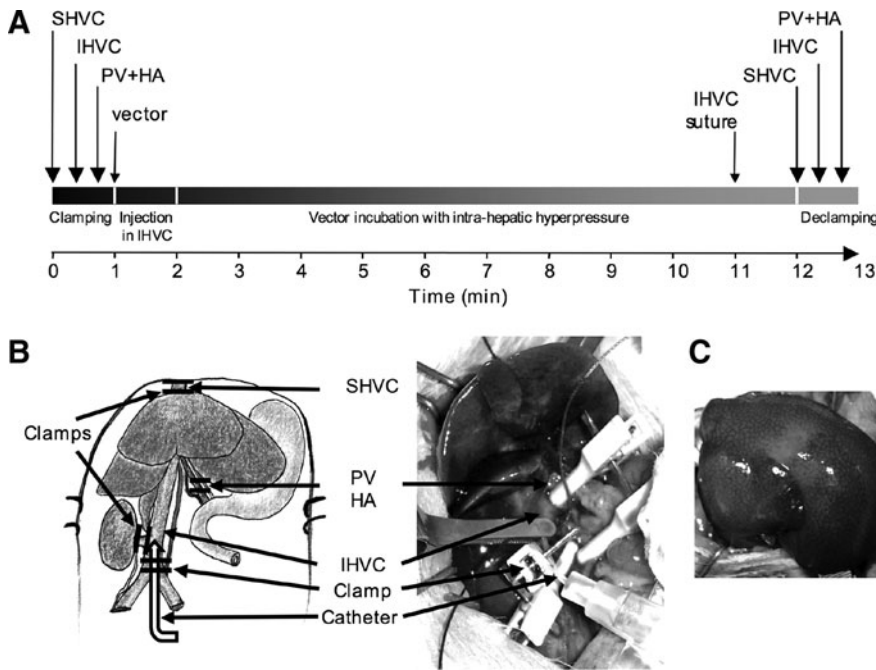 A
SHVC
IHVC
PV+HA
vector
PV+HA
IHVC
SHVC
IHVC
suture
Clamping
Injection
in IHVC
Vector incubation with intra-hepatic hyperpressure
Declamping
0 1 2 3 4 5 6 7 8 9 10 11 12 13
Time (min)
B
C
SHVC
Clamps
PV
HA
IHVC
Clamp
Catheter